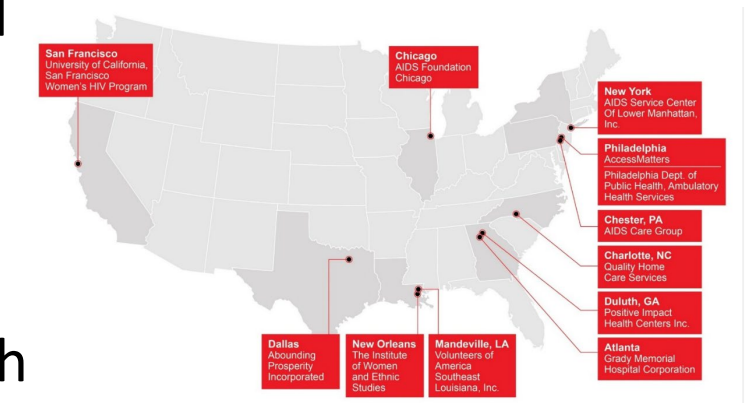 San Francisco
University of California,
San Francisco
Women's HIV Program
Chicago
AIDS Foundation
Chicago
New York
AIDS Service Center
Of Lower Manhattan,
Inc.
Philadelphia
AccessMatters
Philadelphia Dept. of
Public Health, Ambulatory
Health Services
Chester, PA
AIDS Care Group
Charlotte, NC
Quality Home
Care Services
Duluth, GA
Positive Impact
Health Centers Inc.
Atlanta
Grady Memorial
Hospital Corporation
Dallas
Abounding
Prosperity
Incorporated
New Orleans
The Institute
of Women
and Ethnic
Studies
Mandeville, LA
Volunteers of
America
Southeast
Louisiana, Inc.
h